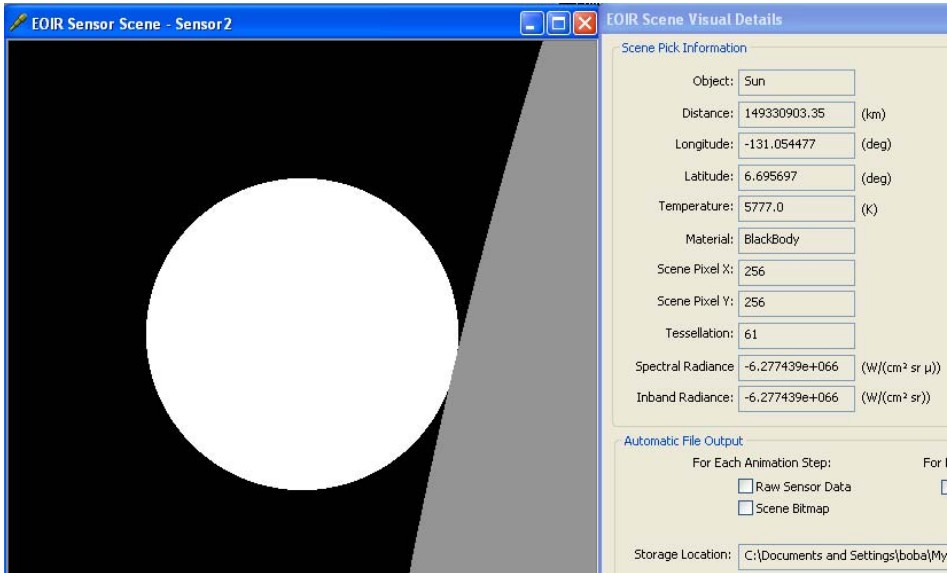 EOIR Sensor Scene - Sensor2
EOIR Scene Visual Details
Scene Pick Information
Object: Sun
Distance: 149330903.35 (km)
Longitude: -131.054477 (deg)
Latitude: 6.695697 (deg)
Temperature: 5777.0 (K)
Material: BlackBody
Scene Pixel X: 256
Scene Pixel Y: 256
Tessellation: 61
Spectral Radiance -6.277439e+066 (W/(cm² sr μ))
Inband Radiance: -6.277439e+066 (W/(cm² sr))
Automatic File Output
For Each Animation Step:
Raw Sensor Data
Scene Bitmap
Storage Location: C:\Documents and Settings\boba\My